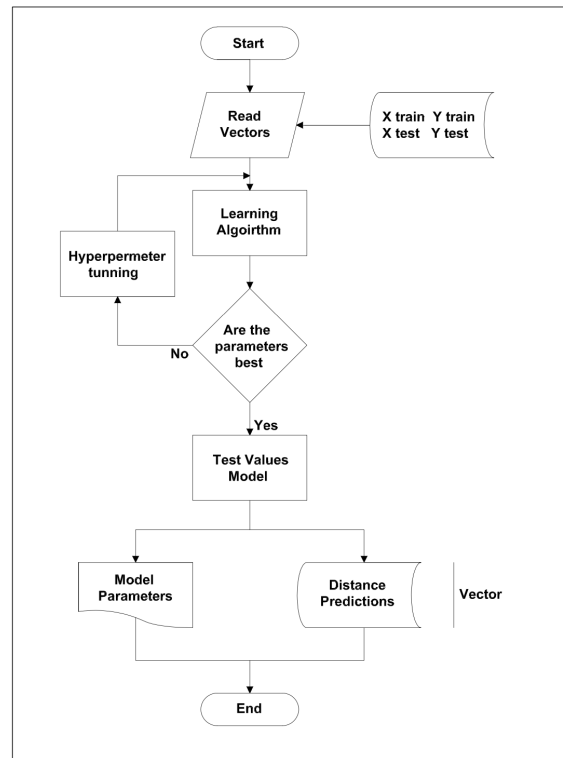 Start
Read
Vectors
X train Y train
X test Y test
Learning
Algoirthm
Hyperpermeter
tunning
Are the
parameters
best
No
Yes
Test Values
Model
Model
Parameters
Distance
Predictions
Vector
End